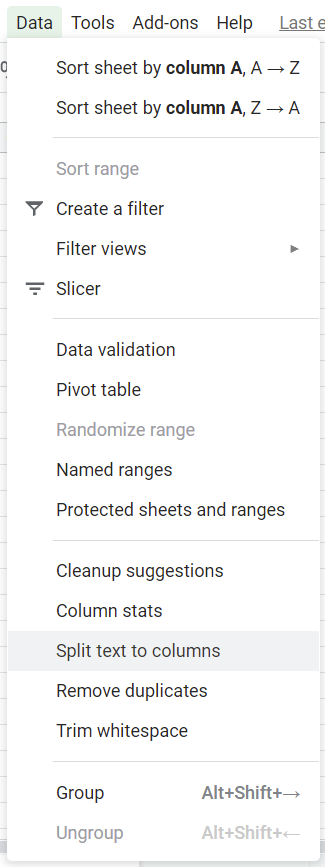 Data Tools Add-ons Help Last e
Sort sheet by column A, A → Z
Sort sheet by column A, Z → A
Sort range
Create a filter
Filter views ►
Slicer
Data validation
Pivot table
Randomize range
Named ranges
Protected sheets and ranges
Cleanup suggestions
Column stats
Split text to columns
Remove duplicates
Trim whitespace
Group Alt+Shift+→
Ungroup Alt+Shift+←